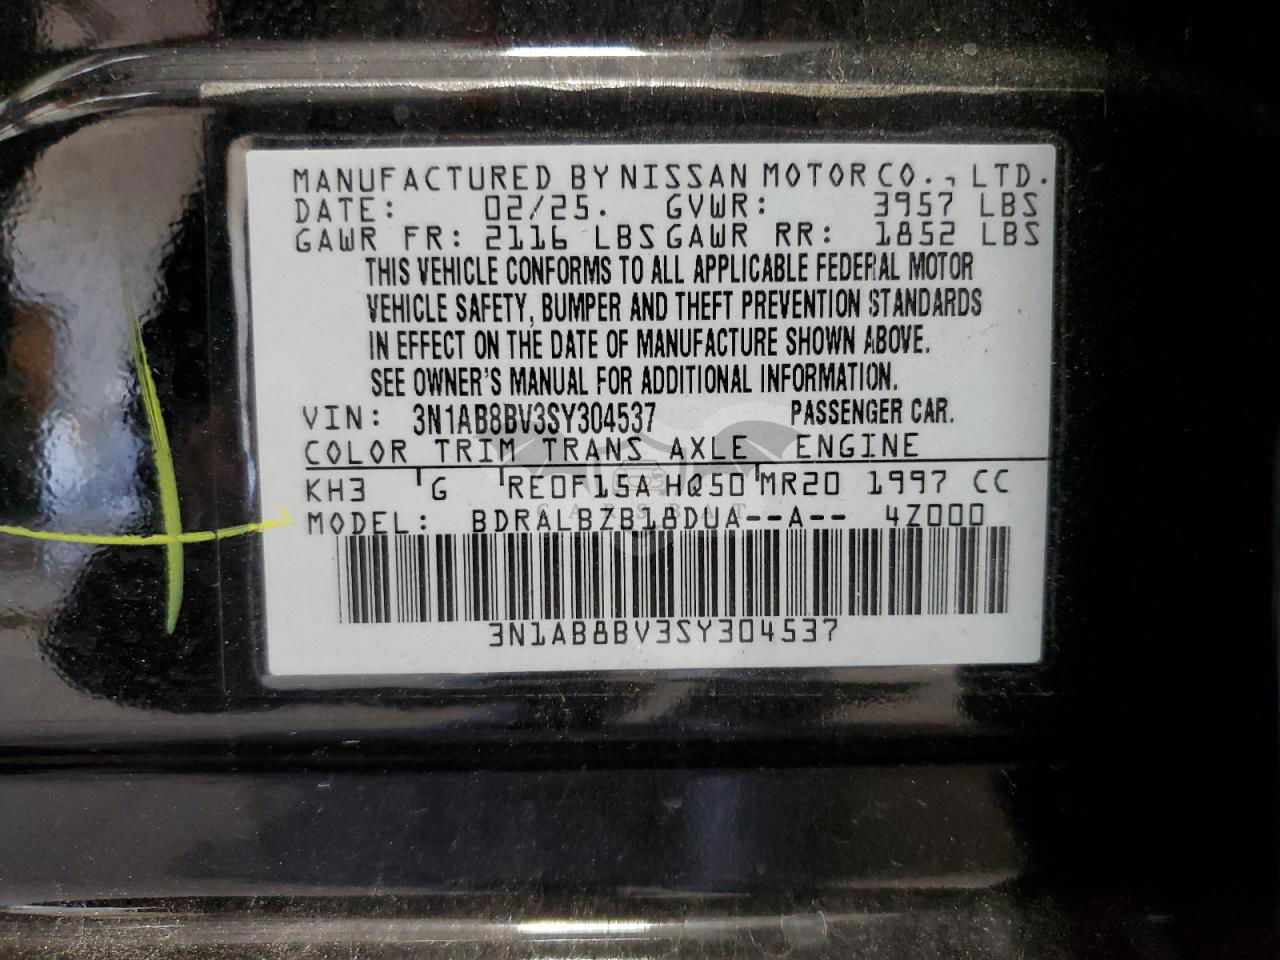 MANUFACTURED BY NISSAN MOTOR CO., LTD.
DATE: 02/25. GVWR: 3957 LBS
GAWR FR: 2116 LBS GAWR RR: 1852 LBS
THIS VEHICLE CONFORMS TO ALL APPLICABLE FEDERAL MOTOR
VEHICLE SAFETY, BUMPER AND THEFT PREVENTION STANDARDS
IN EFFECT ON THE DATE OF MANUFACTURE SHOWN ABOVE.
SEE OWNER'S MANUAL FOR ADDITIONAL INFORMATION.
VIN: 3N1AB8BV3SY304537 PASSENGER CAR.
COLOR TRIM TRANS AXLE ENGINE
KH3 G RE0F15A HQ50 MR20 1997 CC
CARSBAT
MODEL: BDRALBZB18DUA--A-- 4Z000
3N1AB8BV3SY304537